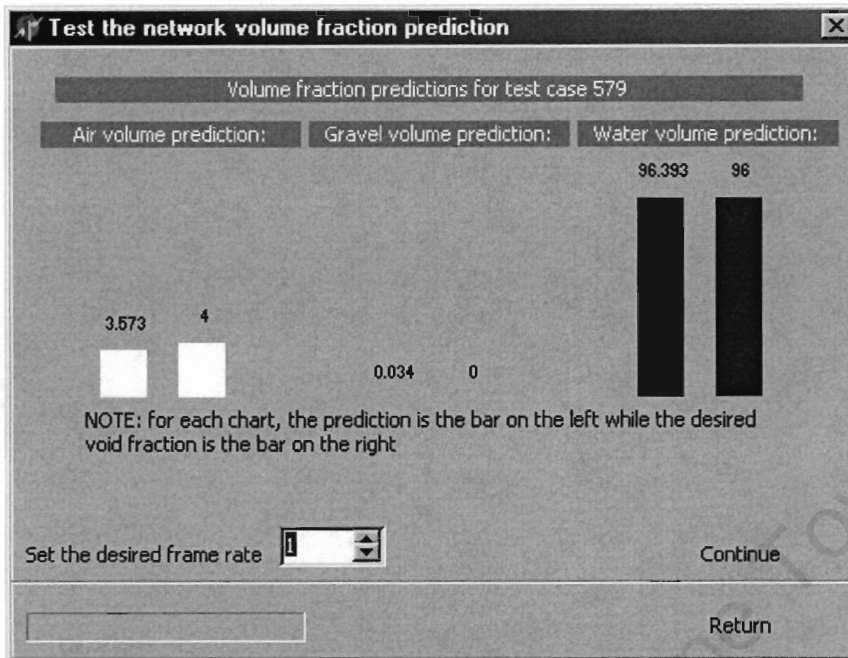 Test the network volume fraction prediction
Volume fraction predictions for test case 579
Air volume prediction:
Gravel volume prediction:
Water volume prediction:
96.393
96
3.573
4
0.034
0
NOTE: for each chart, the prediction is the bar on the left while the desired
void fraction is the bar on the right
Set the desired frame rate
1
Continue
Return